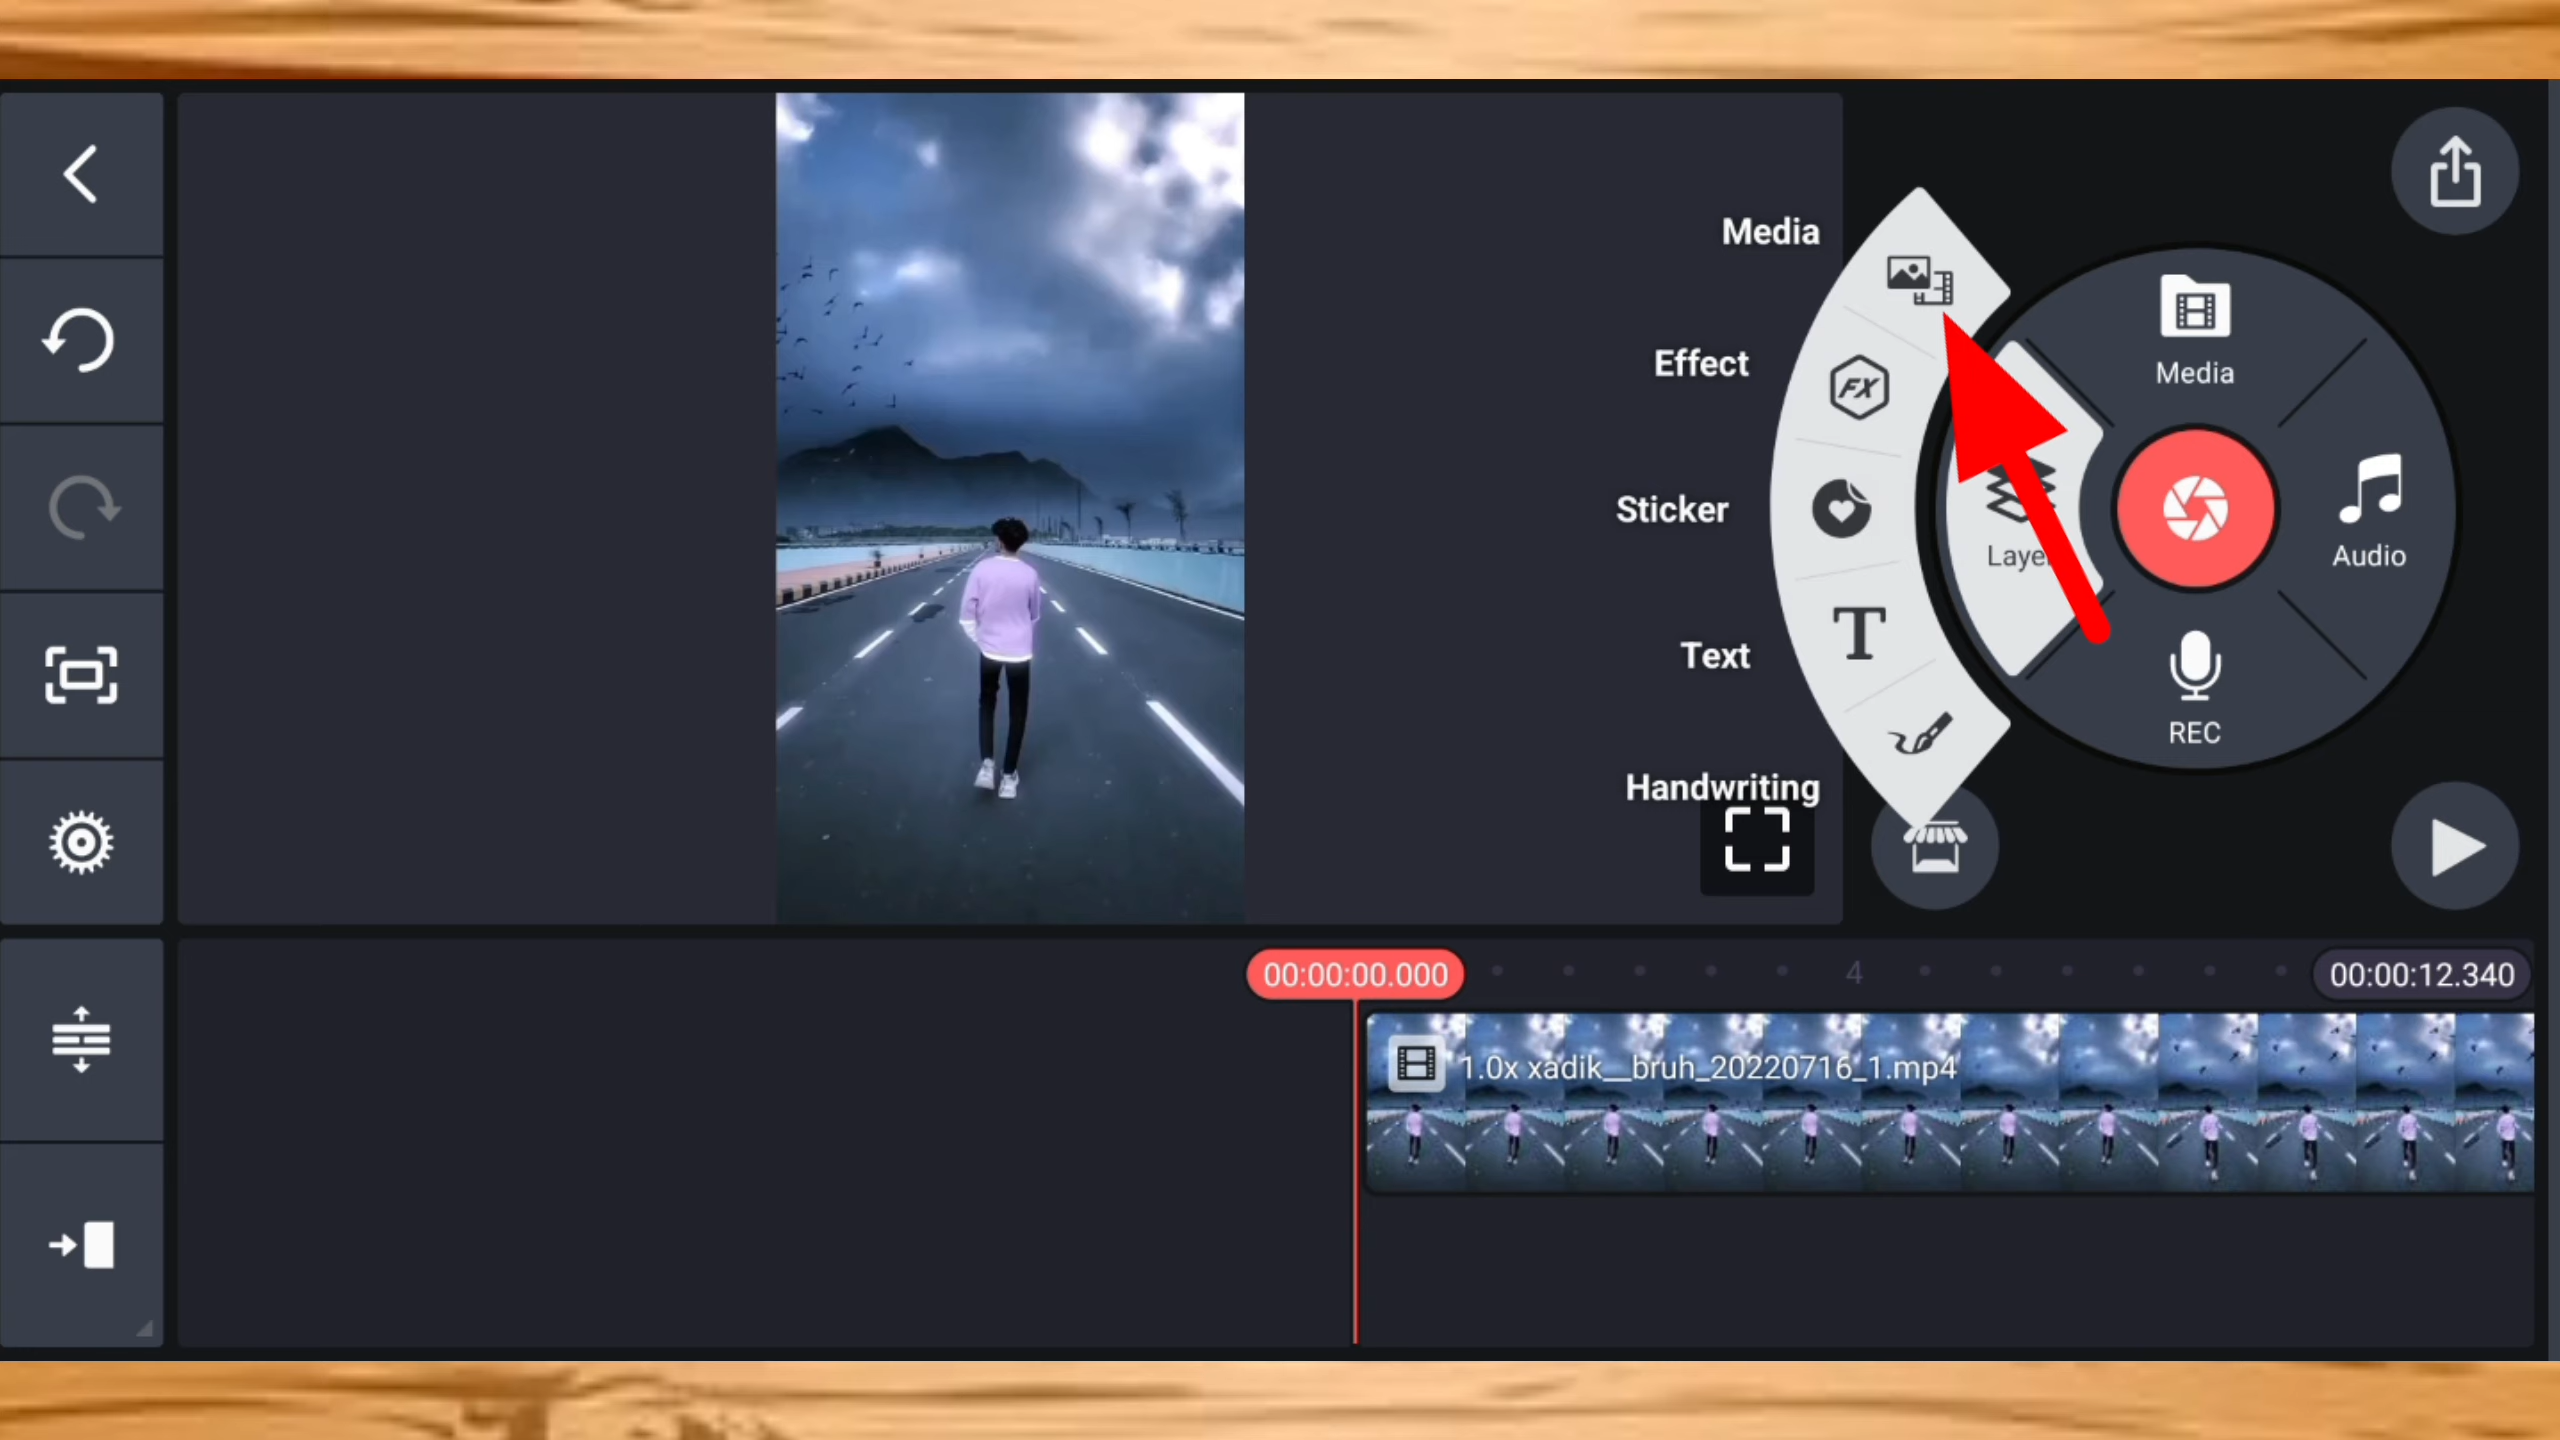 Media
Effect
Sticker
Text
Handwriting
FX
T
Media
Audio
REC
00:00:00.000
4
00:00:12.340
1.0x xadik__bruh_20220716_1.mp4